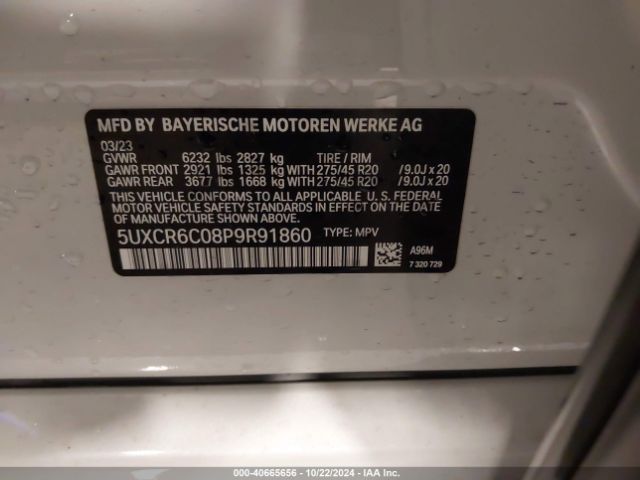 MFD BY BAYERISCHE MOTOREN WERKE AG
03/23
GVWR 6232 lbs 2827 kg TIRE / RIM
GAWR FRONT 2921 lbs 1325 kg WITH 275/45 R20 /9.0J x 20
GAWR REAR 3677 lbs 1668 kg WITH 275/45 R20 /9.0J x 20
THIS VEHICLE CONFORMS TO ALL APPLICABLE U. S. FEDERAL
MOTOR VEHICLE SAFETY STANDARDS IN EFFECT ON THE
DATE OF MANUFACTURE SHOWN ABOVE.
5UXCR6C08P9R91860 TYPE: MPV
A96M
7 320 729
000-40665656 - 10/22/2024 - IAA Inc.